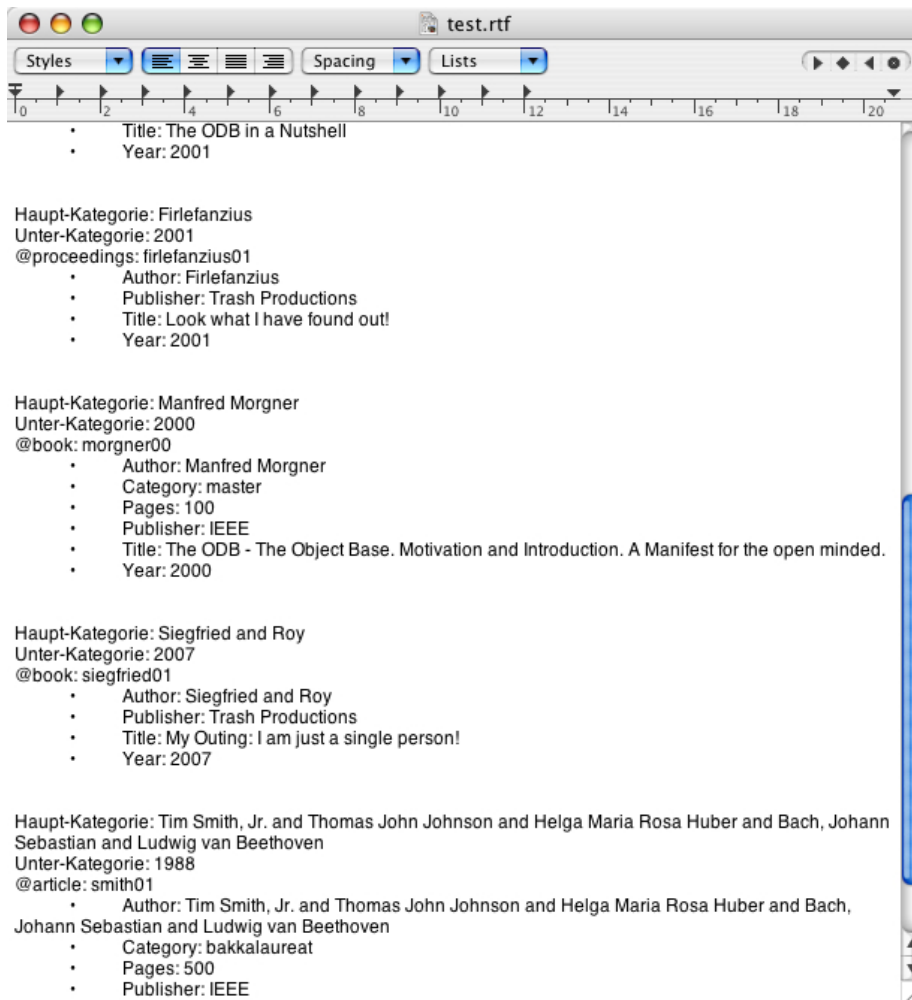 test.rtf
Styles Spacing Lists
0 2 4 6 8 10 12 14 16 18 20
• Title: The ODB in a Nutshell
• Year: 2001
Haupt-Kategorie: Firlefanzius
Unter-Kategorie: 2001
@proceedings: firlefanzius01
• Author: Firlefanzius
• Publisher: Trash Productions
• Title: Look what I have found out!
• Year: 2001
Haupt-Kategorie: Manfred Morgner
Unter-Kategorie: 2000
@book: morgner00
• Author: Manfred Morgner
• Category: master
• Pages: 100
• Publisher: IEEE
• Title: The ODB - The Object Base. Motivation and Introduction. A Manifest for the open minded.
• Year: 2000
Haupt-Kategorie: Siegfried and Roy
Unter-Kategorie: 2007
@book: siegfried01
• Author: Siegfried and Roy
• Publisher: Trash Productions
• Title: My Outing: I am just a single person!
• Year: 2007
Haupt-Kategorie: Tim Smith, Jr. and Thomas John Johnson and Helga Maria Rosa Huber and Bach, Johann
Sebastian and Ludwig van Beethoven
Unter-Kategorie: 1988
@article: smith01
• Author: Tim Smith, Jr. and Thomas John Johnson and Helga Maria Rosa Huber and Bach,
Johann Sebastian and Ludwig van Beethoven
• Category: bakkalaureat
• Pages: 500
• Publisher: IEEE